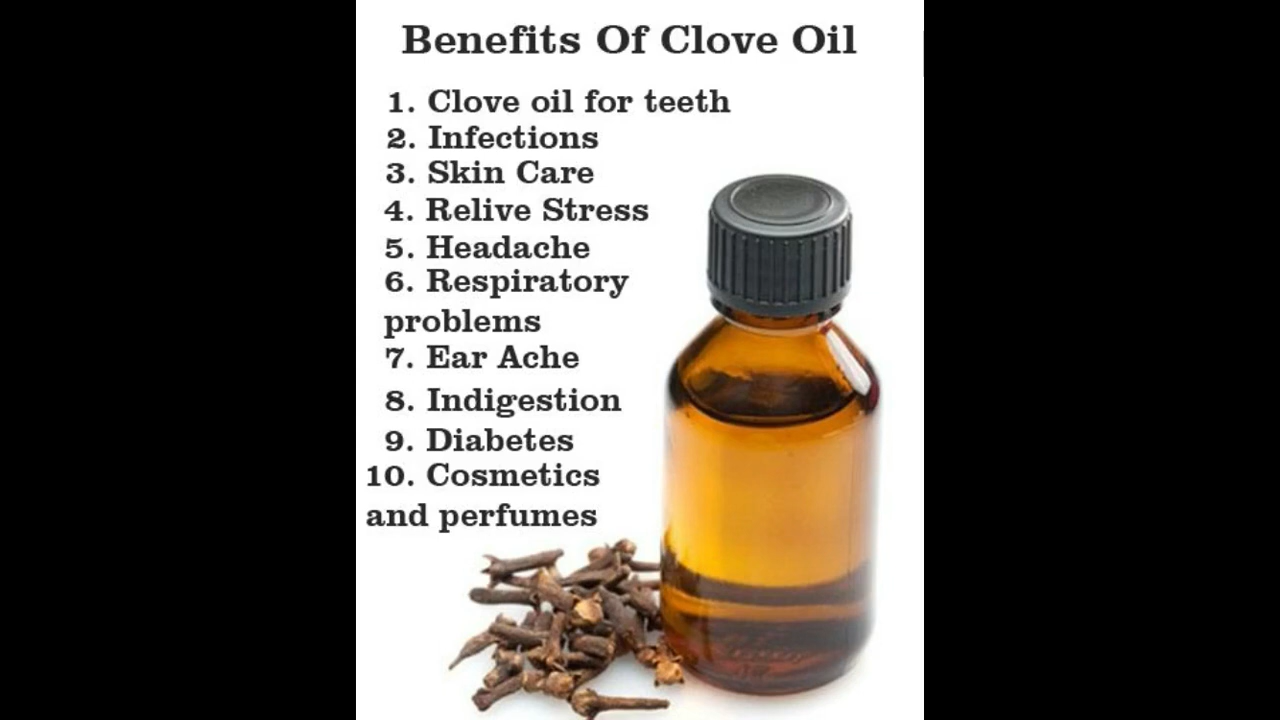 Benefits Of Clove Oil
1. Clove oil for teeth
2. Infections
3. Skin Care
4. Relive Stress
5. Headache
6. Respiratory
problems
7. Ear Ache
8. Indigestion
9. Diabetes
10. Cosmetics
and perfumes